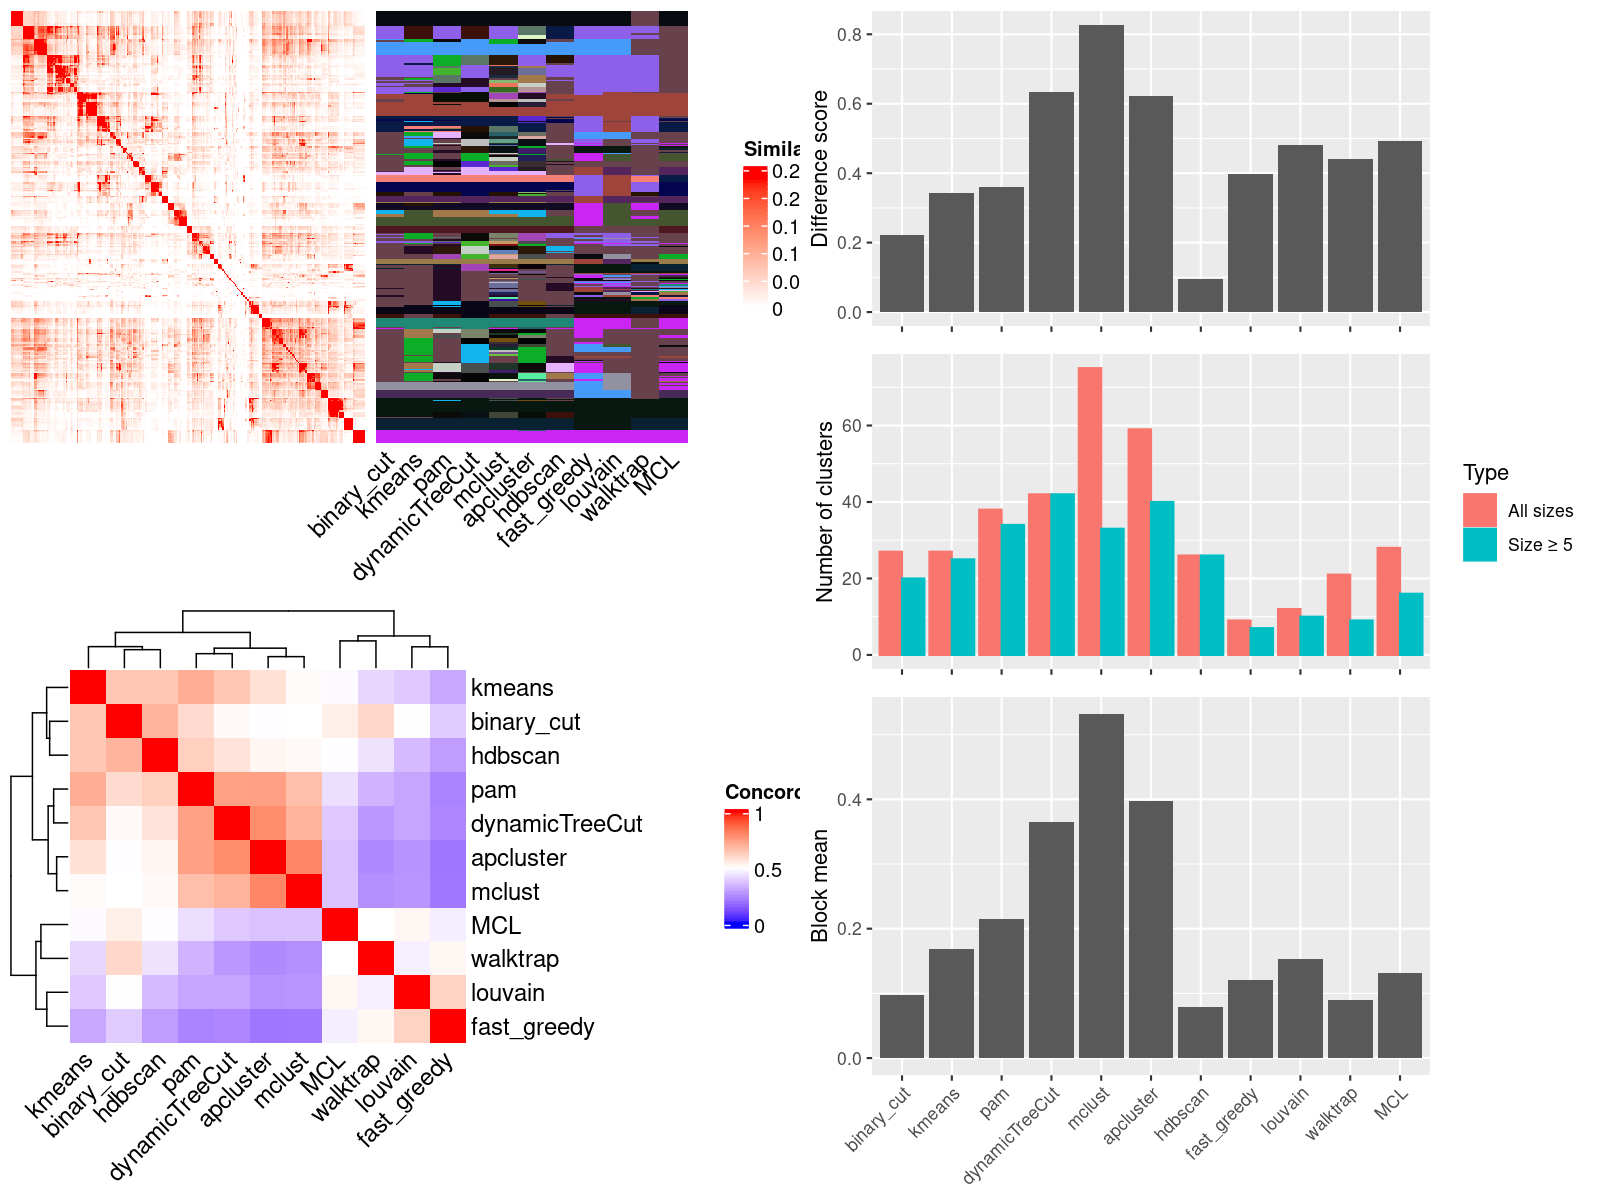 Simila
0.2
0.2
0.1
0.1
0.0
0
binary_cut
kmeans
pam
dynamicTreeCut
mclust
apcluster
hdbscan
fast_greedy
louvain
walktrap
MCL
kmeans
binary_cut
hdbscan
pam
dynamicTreeCut
apcluster
mclust
MCL
walktrap
louvain
fast_greedy
kmeans
binary_cut
hdbscan
pam
dynamicTreeCut
apcluster
mclust
MCL
walktrap
louvain
fast_greedy
Concord
1
0.5
0
Difference score
0.8
0.6
0.4
0.2
0.0
Number of clusters
60
40
20
0
Type
All sizes
Size ≥ 5
Block mean
0.4
0.2
0.0
binary_cut
kmeans
pam
dynamicTreeCut
mclust
apcluster
hdbscan
fast_greedy
louvain
walktrap
MCL